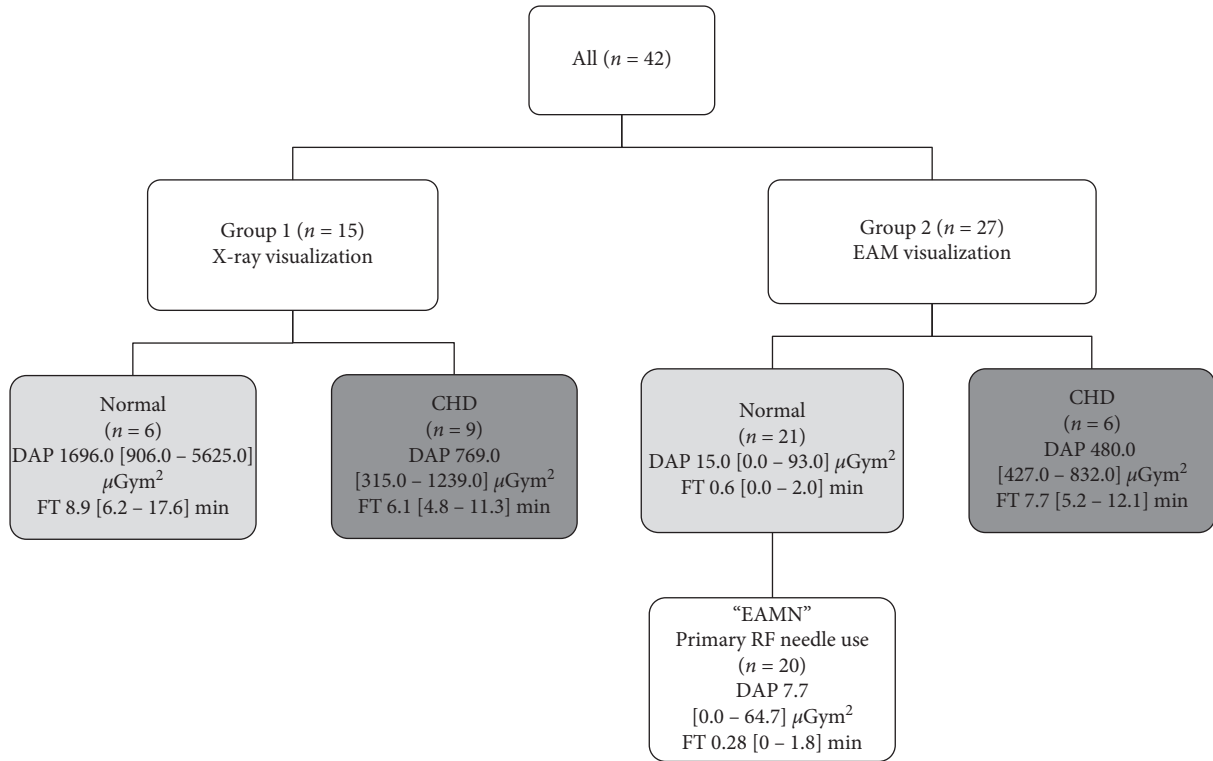 All (n = 42)
Group 1 (n = 15)
X-ray visualization
Group 2 (n = 27)
EAM visualization
Normal
(n = 6)
DAP 1696.0 [906.0 – 5625.0]
μGym²
FT 8.9 [6.2 – 17.6] min
CHD
(n = 9)
DAP 769.0
[315.0 – 1239.0] μGym²
FT 6.1 [4.8 – 11.3] min
Normal
(n = 21)
DAP 15.0 [0.0 – 93.0] μGym²
FT 0.6 [0.0 – 2.0] min
CHD
(n = 6)
DAP 480.0
[427.0 – 832.0] μGym²
FT 7.7 [5.2 – 12.1] min
“EAMN”
Primary RF needle use
(n = 20)
DAP 7.7
[0.0 – 64.7] μGym²
FT 0.28 [0 – 1.8] min